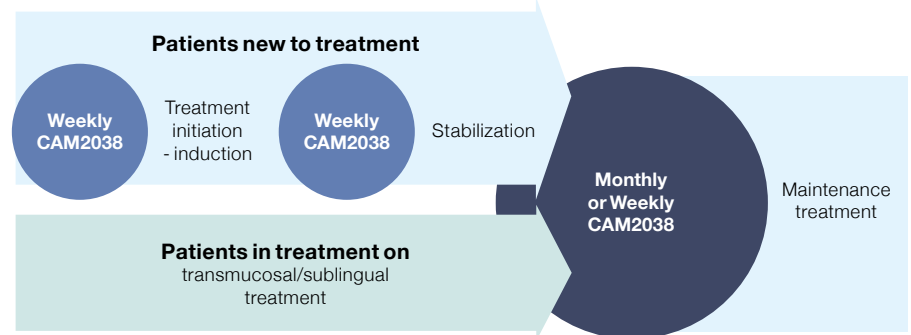 Patients new to treatment
Weekly
CAM2038
Treatment
initiation
- induction
Weekly
CAM2038
Stabilization
Monthly
or Weekly
CAM2038
Maintenance
treatment
Patients in treatment on
transmucosal/sublingual
treatment